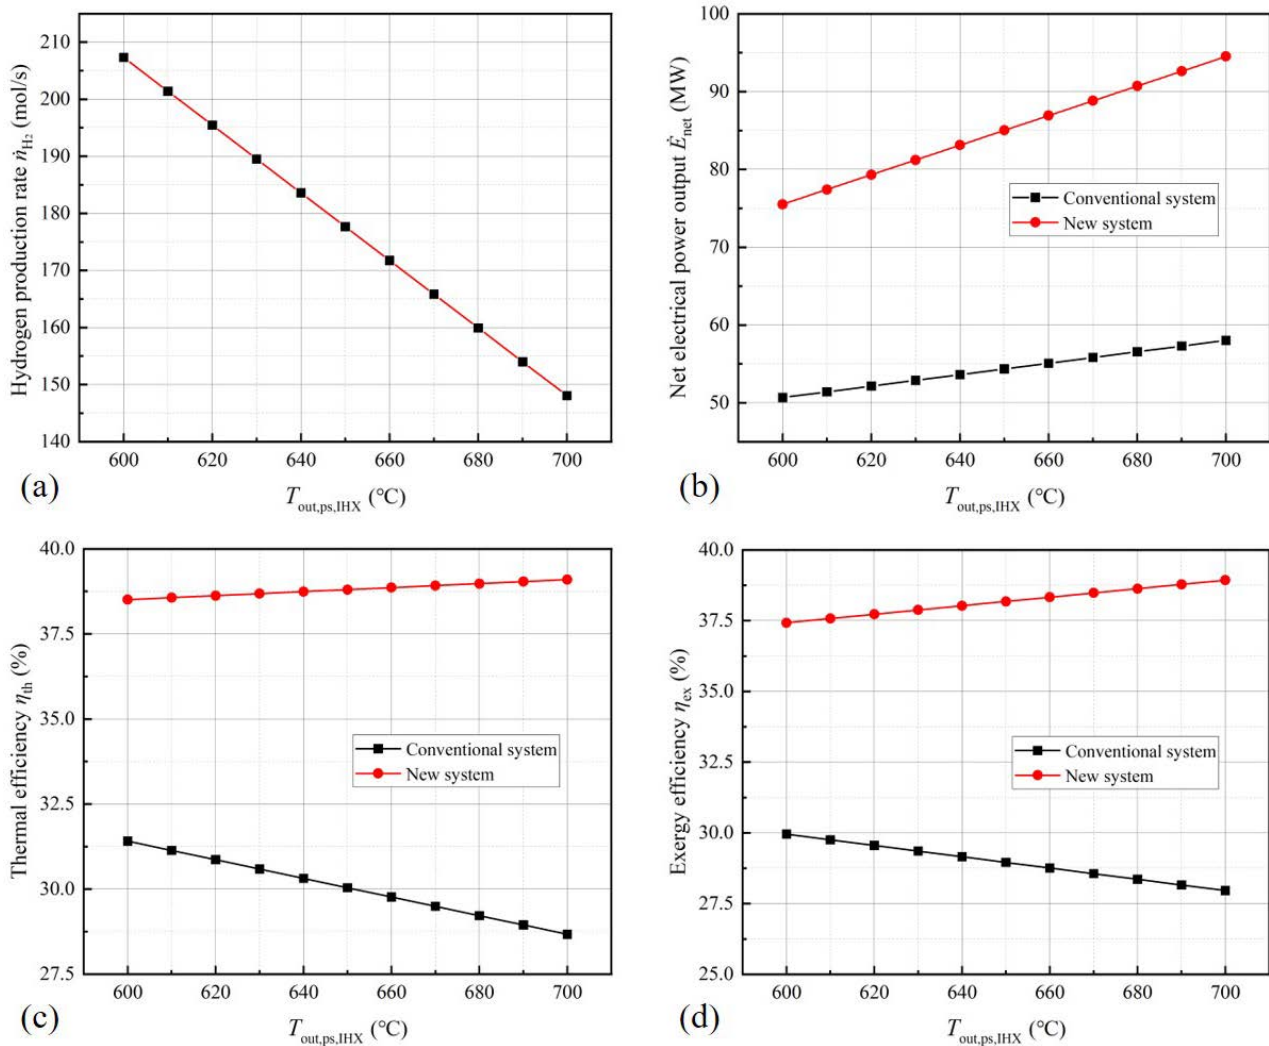 210
200
190
180
170
160
150
140
Hydrogen production rate ṅH₂ (mol/s)
600 620 640 660 680 700
(a)
Tout,ps,IHX (°C)
100
90
80
70
60
50
Net electrical power output Ėnet (MW)
Conventional system
New system
600 620 640 660 680 700
(b)
Tout,ps,IHX (°C)
40.0
37.5
35.0
32.5
30.0
27.5
Thermal efficiency ηth (%)
Conventional system
New system
600 620 640 660 680 700
(c)
Tout,ps,IHX (°C)
40.0
37.5
35.0
32.5
30.0
27.5
25.0
Exergy efficiency ηex (%)
Conventional system
New system
600 620 640 660 680 700
(d)
Tout,ps,IHX (°C)